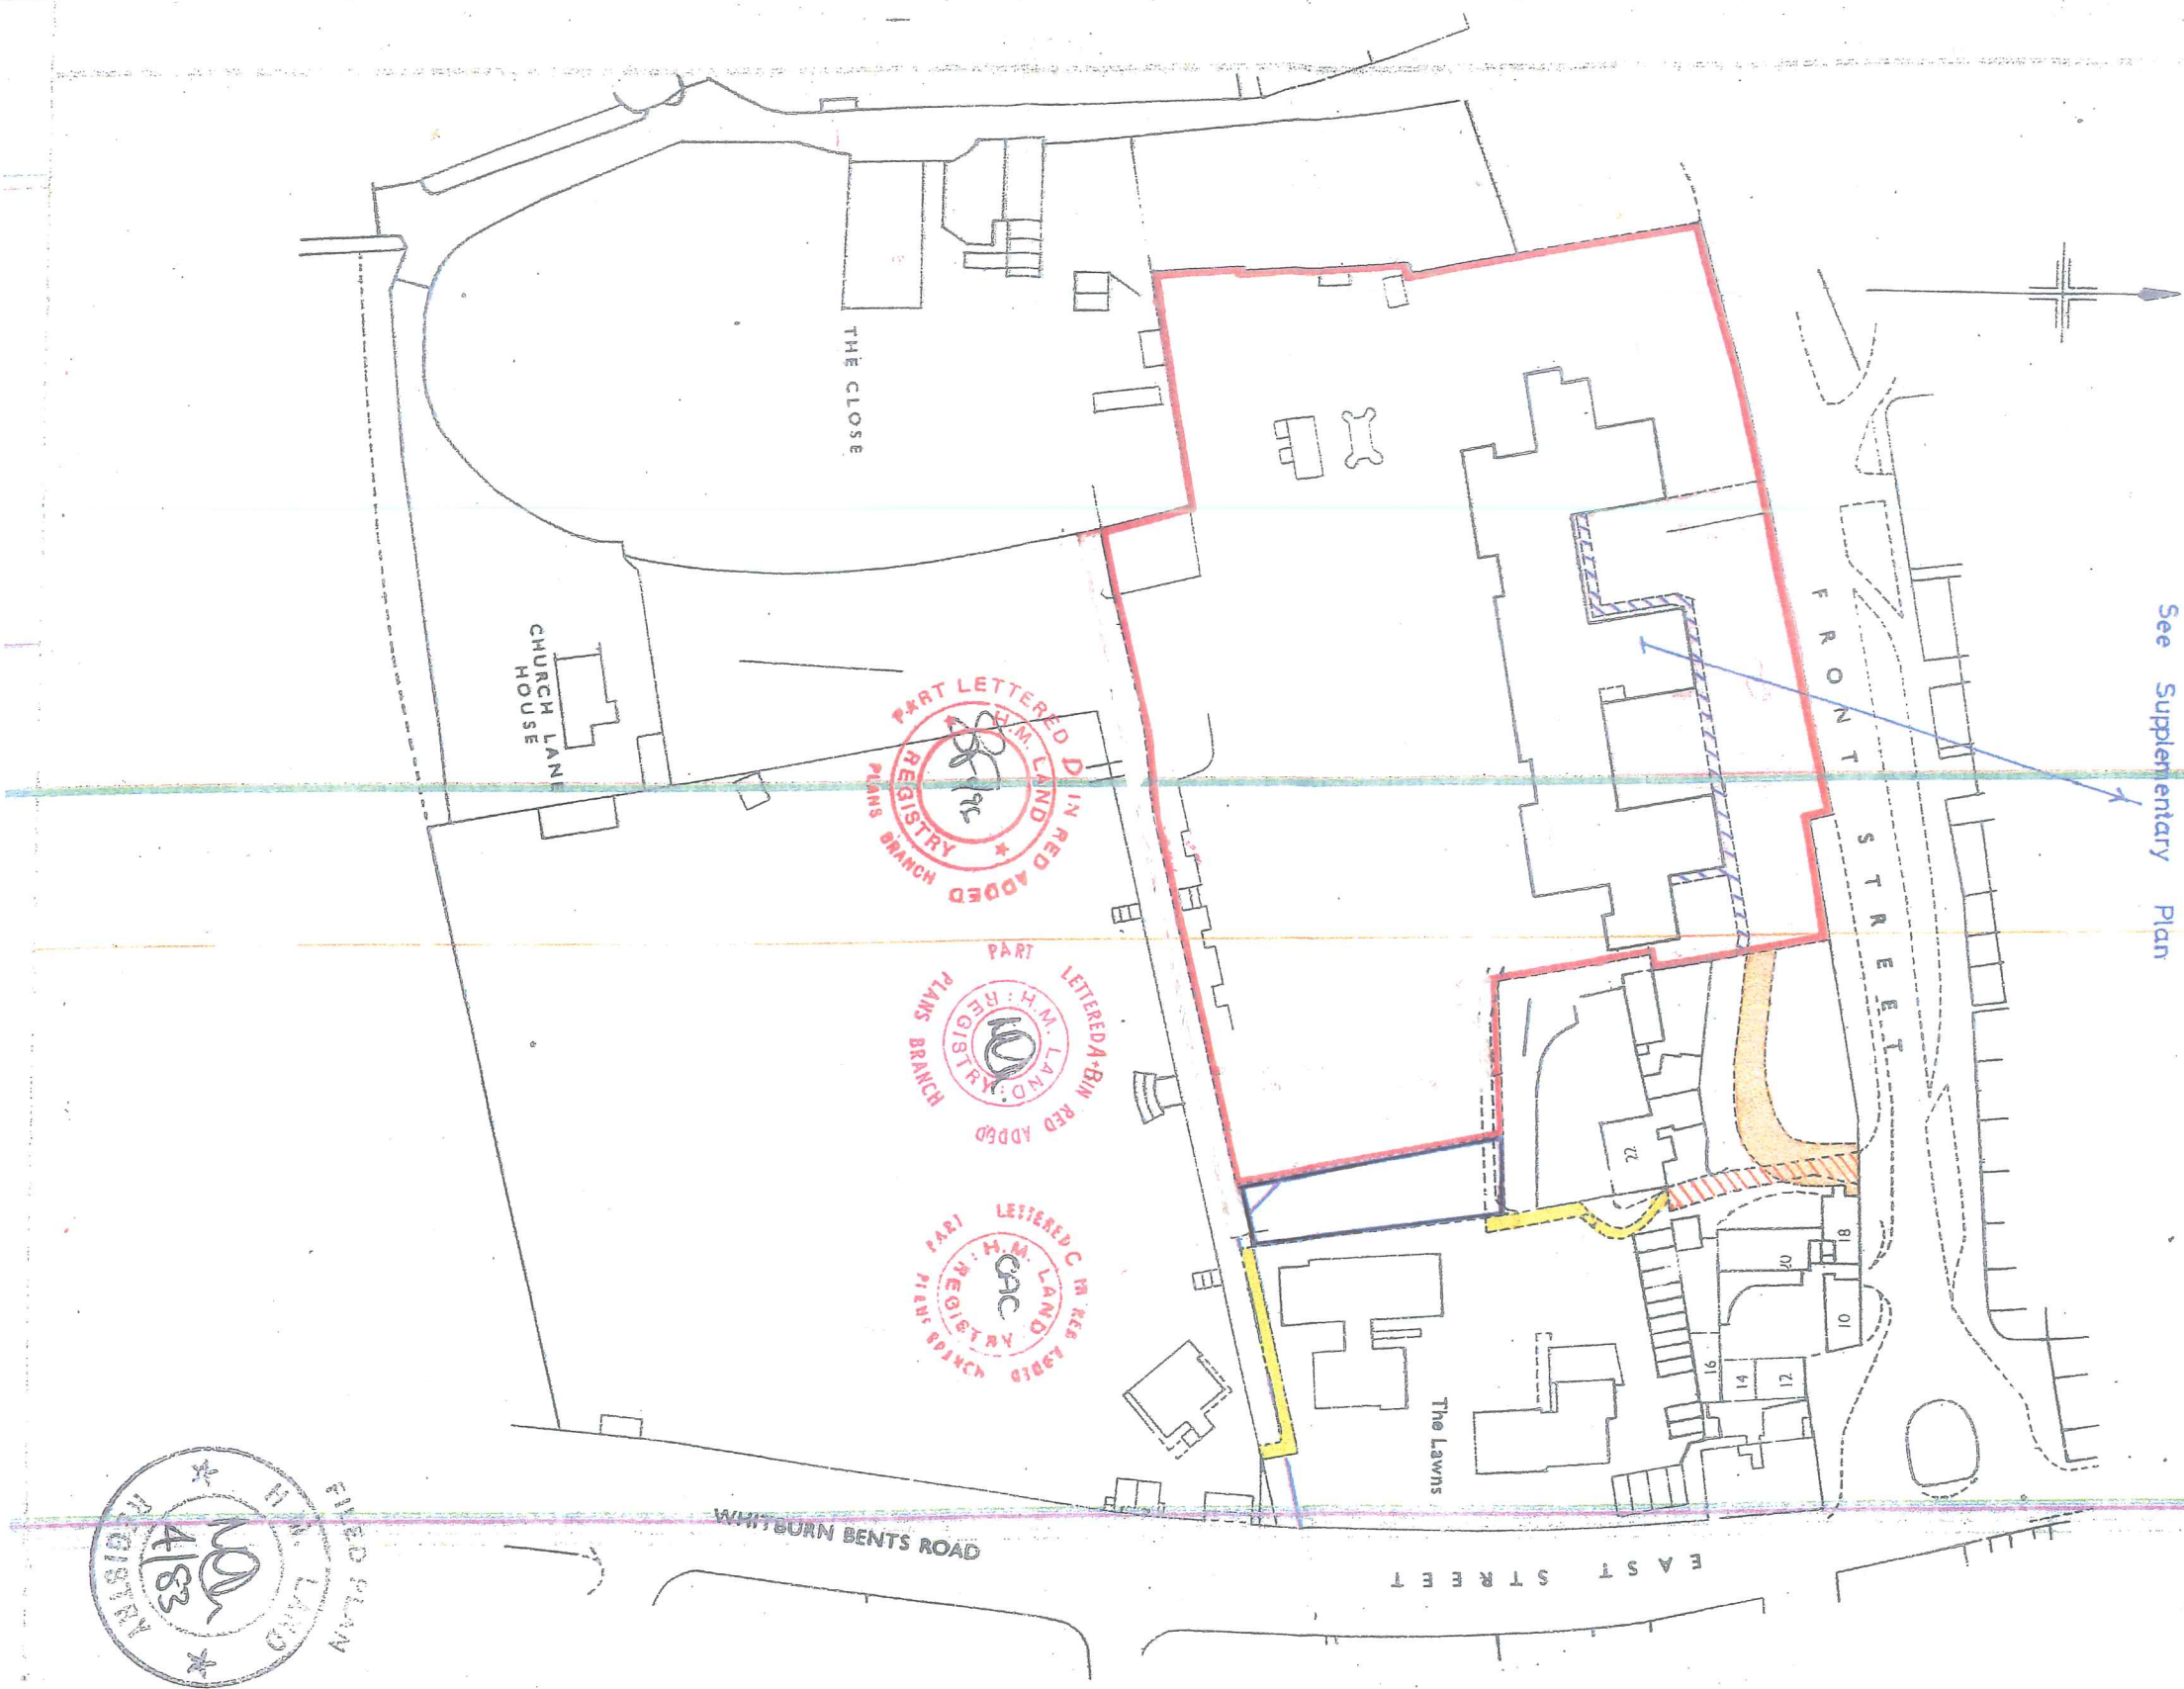 See Supplementary Plan
FRONT STREET
THE CLOSE
CHURCH LANE
HOUSE
22
18
20
10
16
14
12
The Lawns
EAST STREET
WHITBURN BENTS ROAD
PART LETTERED D IN RED ADDED
H.M. LAND REGISTRY
PLANS BRANCH
PART LETTERED A+B IN RED ADDED
H.M. LAND REGISTRY
PLANS BRANCH
PART LETTERED C IN RED ADDED
H.M. LAND REGISTRY
CAC
PLANS BRANCH
FILED PLAN
H.M. LAND REGISTRY
4/83